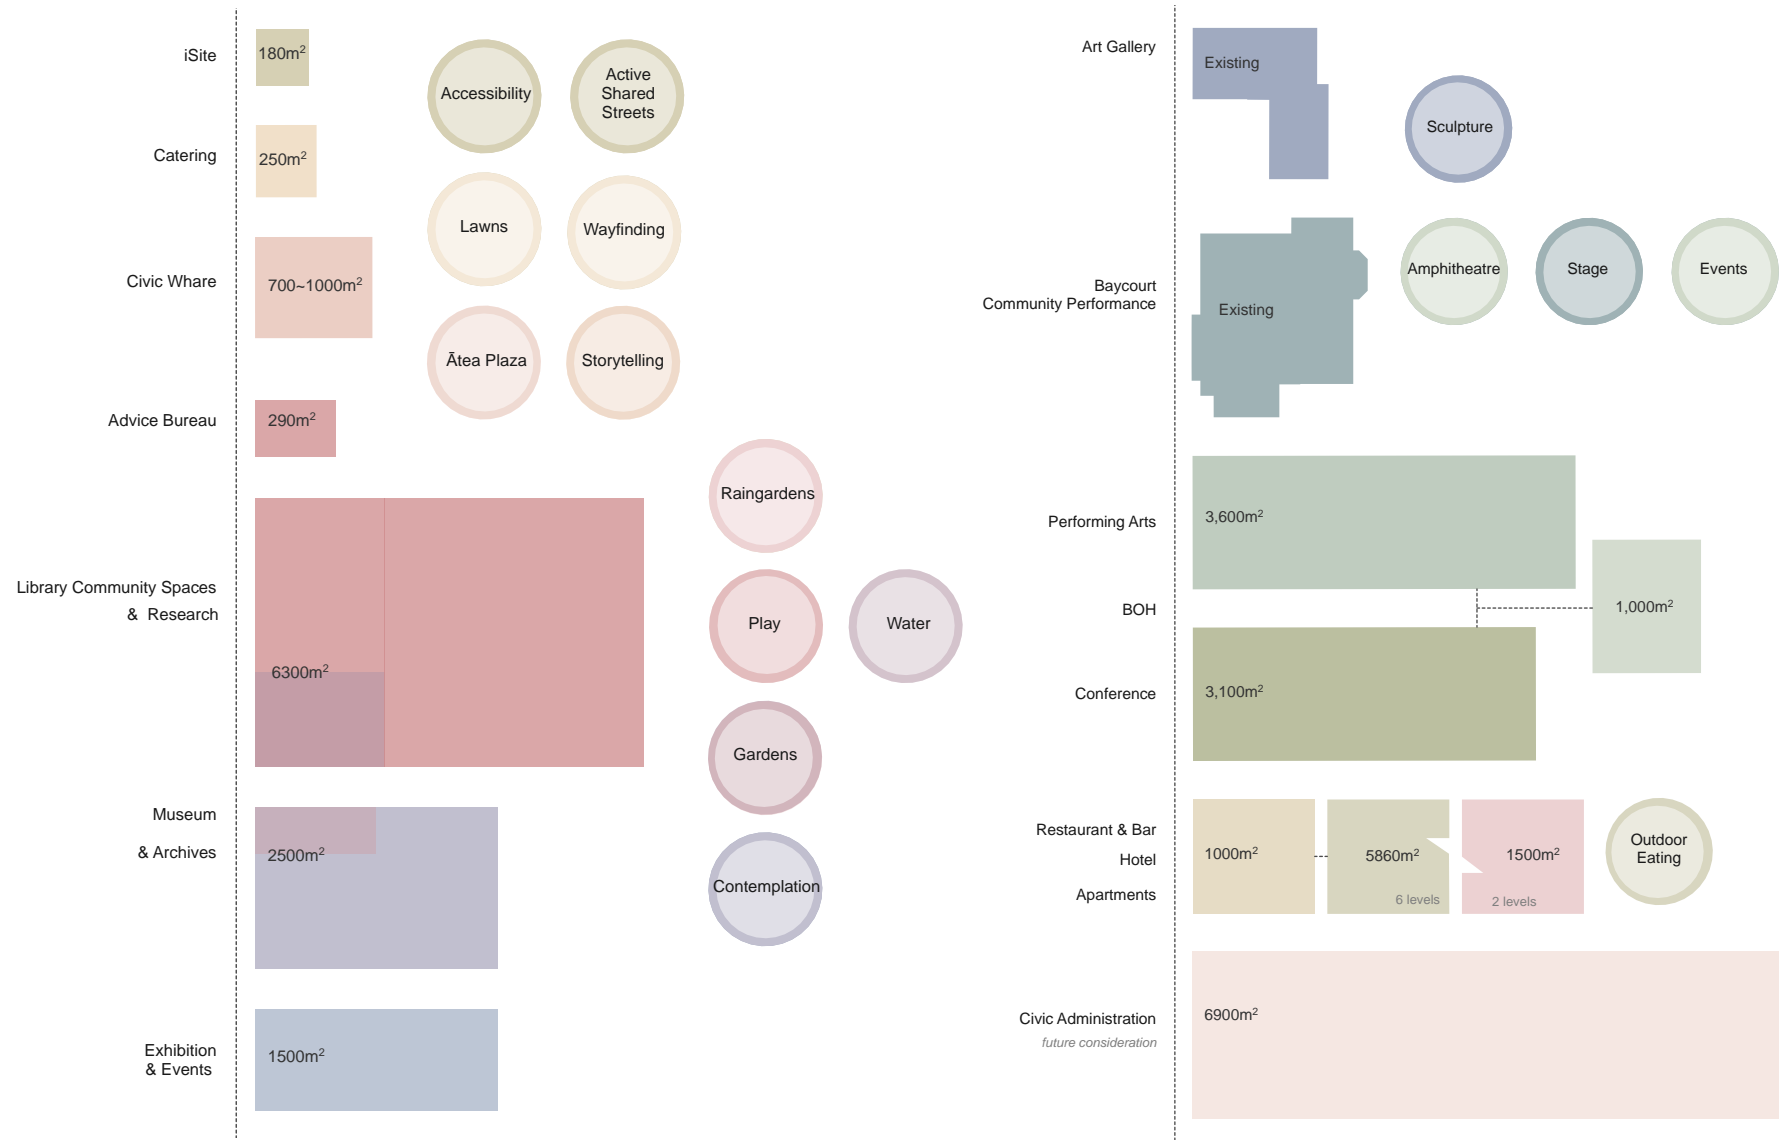 iSite
180m²
Accessibility
Active
Shared
Streets
Catering
250m²
Lawns
Wayfinding
Civic Whare
700~1000m²
Ātea Plaza
Storytelling
Advice Bureau
290m²
Raingardens
Library Community Spaces
& Research
6300m²
Play
Water
Gardens
Museum
& Archives
2500m²
Contemplation
Exhibition
& Events
1500m²
Art Gallery
Existing
Sculpture
Baycourt
Community Performance
Existing
Amphitheatre
Stage
Events
Performing Arts
3,600m²
BOH
1,000m²
Conference
3,100m²
Restaurant & Bar
Hotel
Apartments
1000m²
5860m²
6 levels
1500m²
2 levels
Outdoor
Eating
Civic Administration
future consideration
6900m²